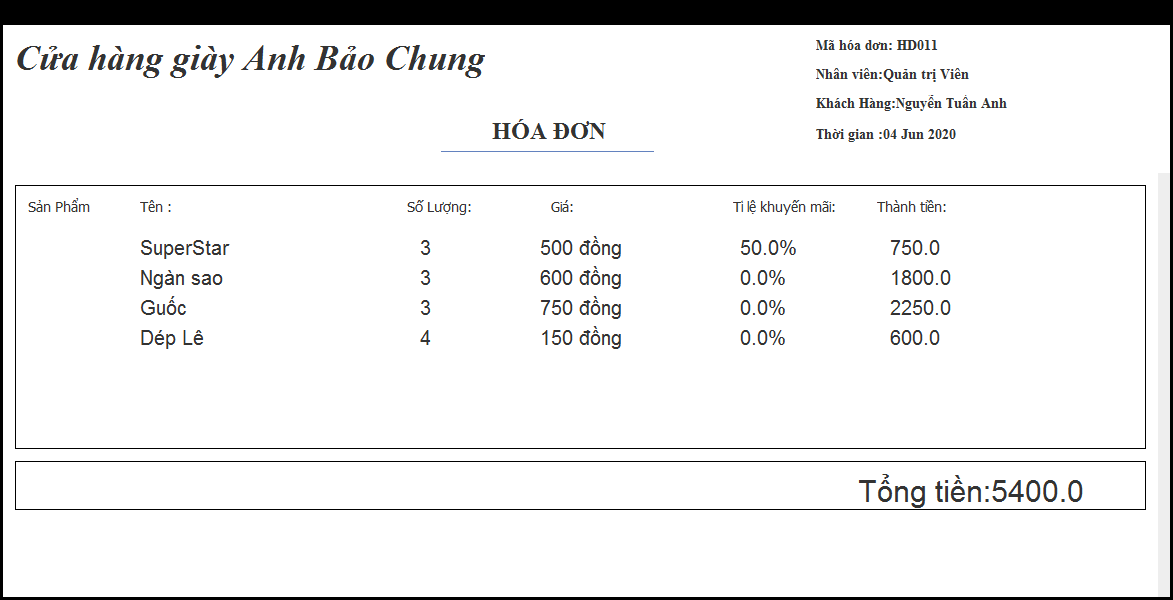 Cửa hàng giày Anh Bảo Chung
Mã hóa đơn: HD011
Nhân viên:Quản trị Viên
Khách Hàng:Nguyễn Tuấn Anh
Thời gian :04 Jun 2020
HÓA ĐƠN
Sản Phẩm Tên : Số Lượng: Giá: Tỉ lệ khuyến mãi: Thành tiền:
SuperStar 3 500 đồng 50.0% 750.0
Ngàn sao 3 600 đồng 0.0% 1800.0
Guốc 3 750 đồng 0.0% 2250.0
Dép Lê 4 150 đồng 0.0% 600.0
Tổng tiền:5400.0